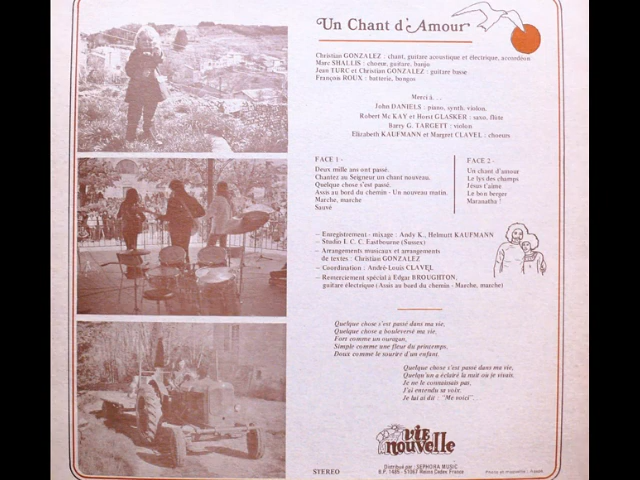 Un Chant d'Amour
Christian GONZALEZ : chant, guitare acoustique et électrique, accordéon
Marc SHALLIS : choeur, guitare, banjo
Jean TURC et Christian GONZALEZ : guitare basse
François ROUX : batterie, bongos
Merci à . . .
John DANIELS : piano, synth. violon.
Robert Mc KAY et Horst GLASKER : saxo, flûte
Barry G. TARGETT : violon
Elizabeth KAUFMANN et Margret CLAVEL : choeurs
FACE 1 -
Deux mille ans ont passé.
Chantez au Seigneur un chant nouveau.
Quelque chose s'est passé.
Assis au bord du chemin - Un nouveau matin.
Marche, marche
Sauvé
FACE 2 -
Un chant d'amour
Le lys des champs
Jésus t'aime
Le bon berger
Maranatha !
– Enregistrement - mixage : Andy K., Helmutt KAUFMANN
– Studio I. C. C. Eastbourne (Sussex)
– Arrangements musicaux et arrangements
de textes : Christian GONZALEZ
– Coordination : André-Louis CLAVEL
– Remerciement spécial à Edgar BROUGHTON,
guitare électrique (Assis au bord du chemin - Marche, marche)
Quelque chose s'est passé dans ma vie,
Quelque chose a bouleversé ma vie.
Fort comme un ouragan,
Simple comme une fleur du printemps,
Doux comme le sourire d'un enfant
Quelque chose s'est passé dans ma vie,
Quelqu'un a éclairé la nuit où je vivais.
Je ne le connaissais pas,
J'ai entendu sa voix.
Je lui ai dit : "Me voici".
vie nouvelle
Distribué par : SEPHORA MUSIC
B.P. 1485 - 51067 Reims Cedex France
STEREO